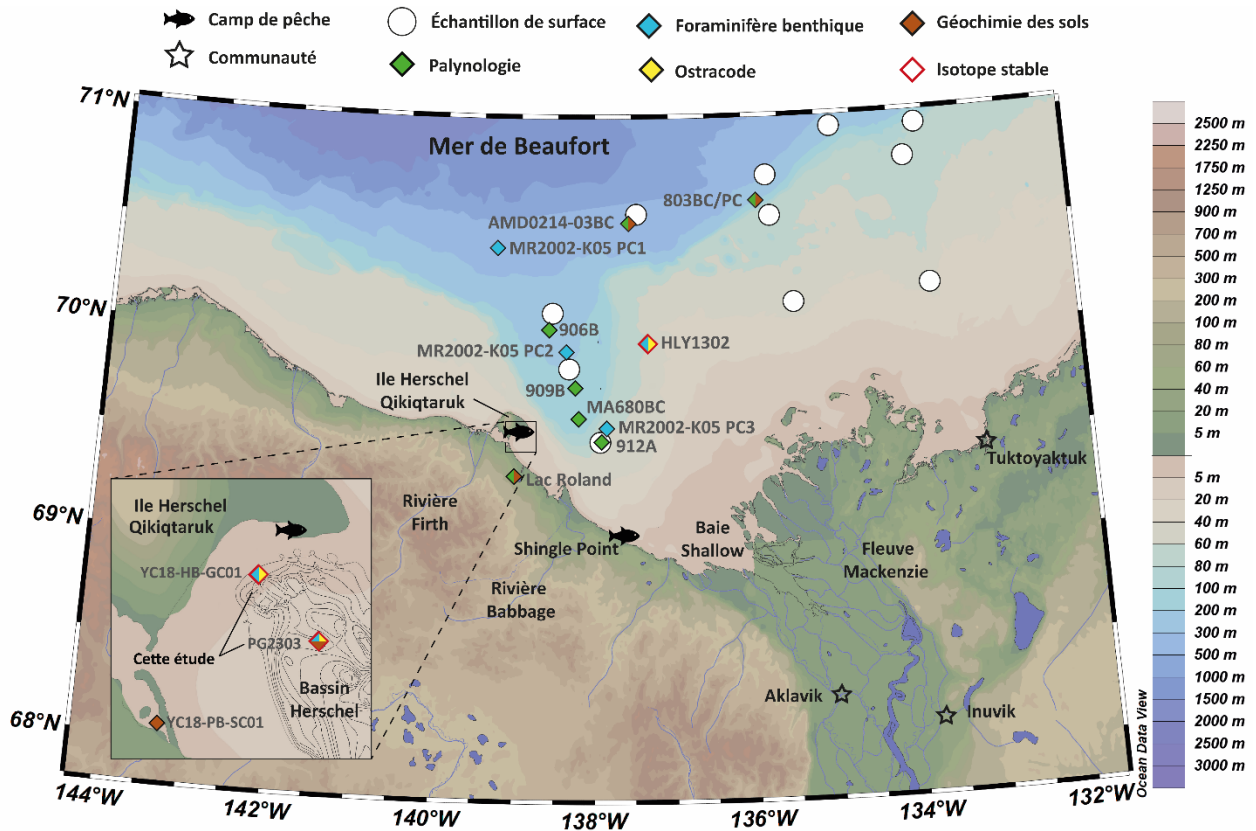 Camp de pêche
Échantillon de surface
Foraminifère benthique
Géochimie des sols
Communauté
Palynologie
Ostracode
Isotope stable
71°N
70°N
69°N
68°N
144°W
142°W
140°W
138°W
136°W
134°W
132°W
Mer de Beaufort
803BC/PC
AMD0214-03BC
MR2002-K05 PC1
906B
HLY1302
MR2002-K05 PC2
Ile Herschel
Qikiqtaruk
909B
MA680BC
MR2002-K05 PC3
912A
Tuktoyaktuk
Lac Roland
Rivière
Firth
Shingle Point
Baie
Shallow
Fleuve
Mackenzie
Rivière
Babbage
Aklavik
Inuvik
Ile Herschel
Qikiqtaruk
YC18-HB-GC01
PG2303
Cette étude
Bassin
Herschel
YC18-PB-SC01
2500 m
2250 m
1750 m
1250 m
900 m
700 m
500 m
300 m
200 m
100 m
80 m
60 m
40 m
20 m
5 m
5 m
20 m
40 m
60 m
80 m
100 m
200 m
300 m
500 m
1000 m
1500 m
2000 m
2500 m
3000 m
Ocean Data View